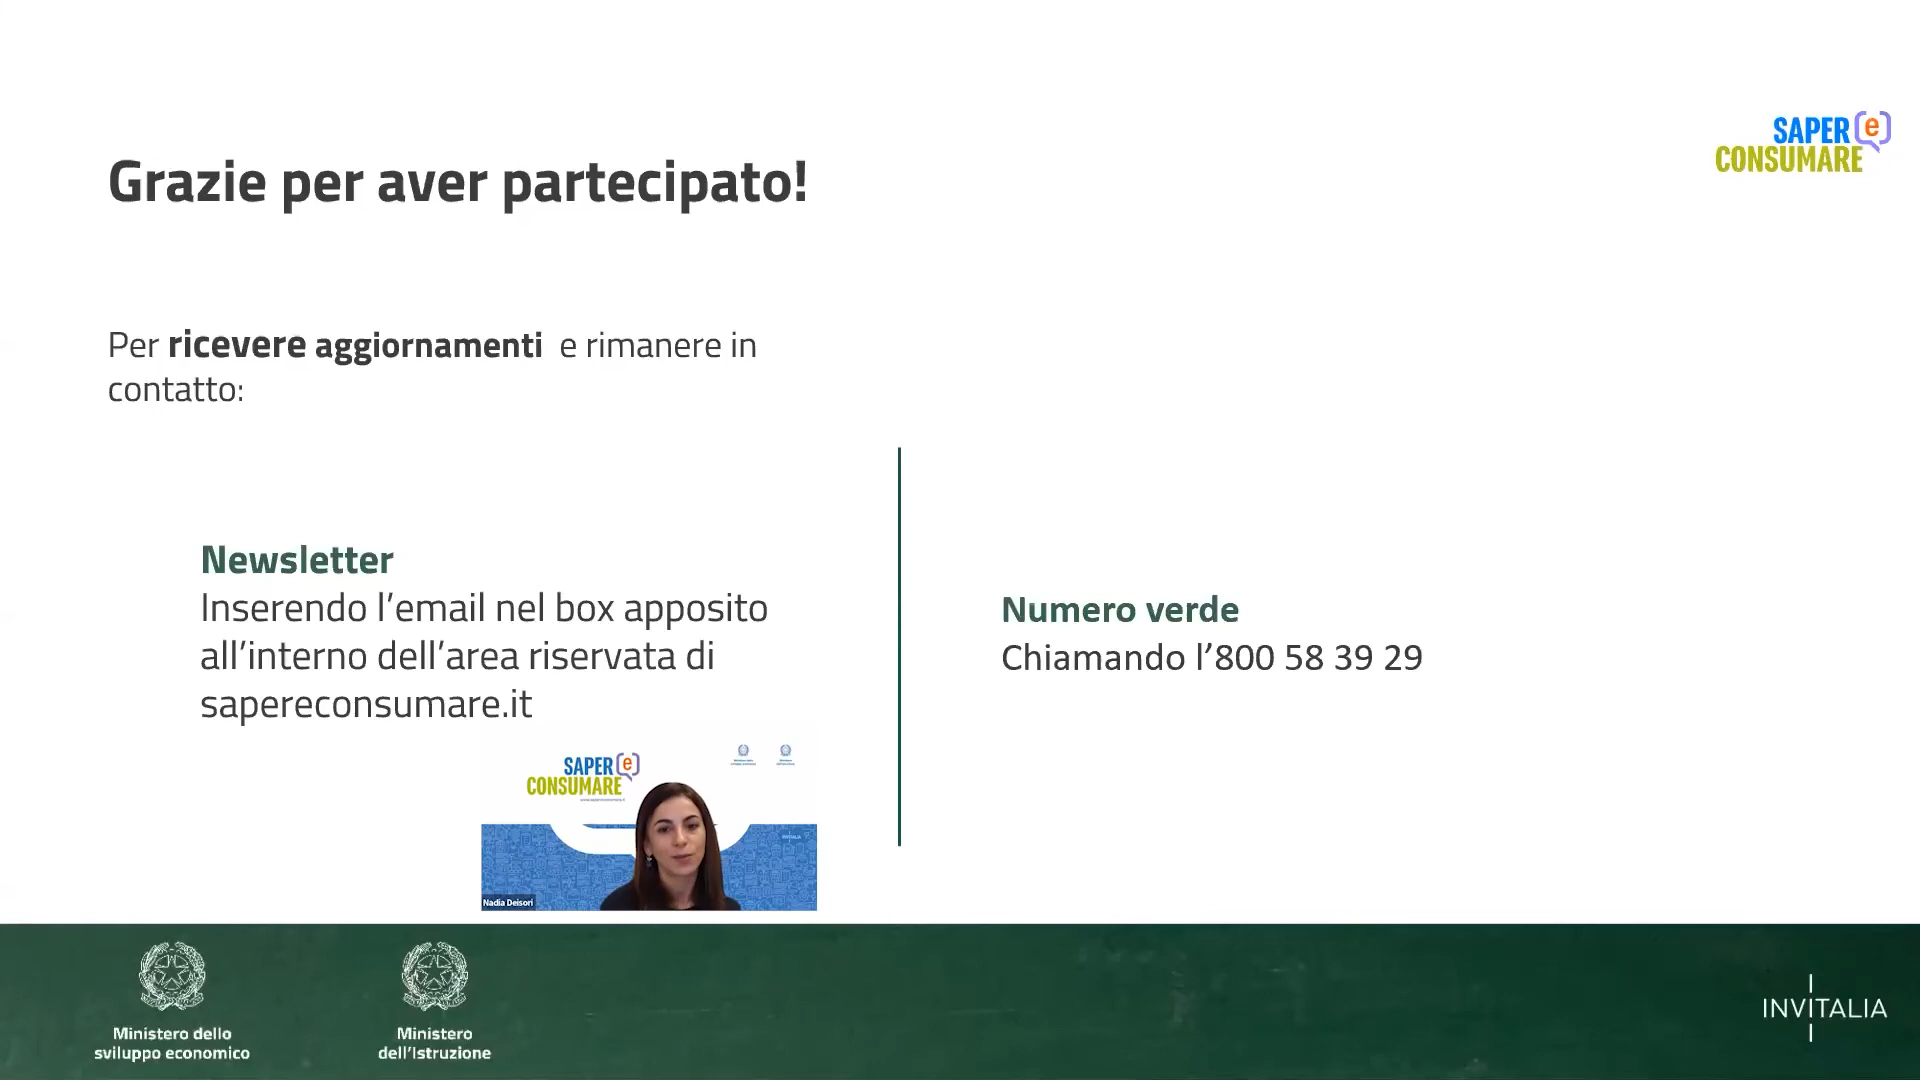 SAPER(e)
CONSUMARE
Grazie per aver partecipato!
Per ricevere aggiornamenti e rimanere in
contatto:
Newsletter
Inserendo l’email nel box apposito
all’interno dell’area riservata di
sapereconsumare.it
Numero verde
Chiamando l’800 58 39 29
SAPER(e)
CONSUMARE
Nadia Deisori
Ministero dello
sviluppo economico
Ministero
dell’Istruzione
INVITALIA